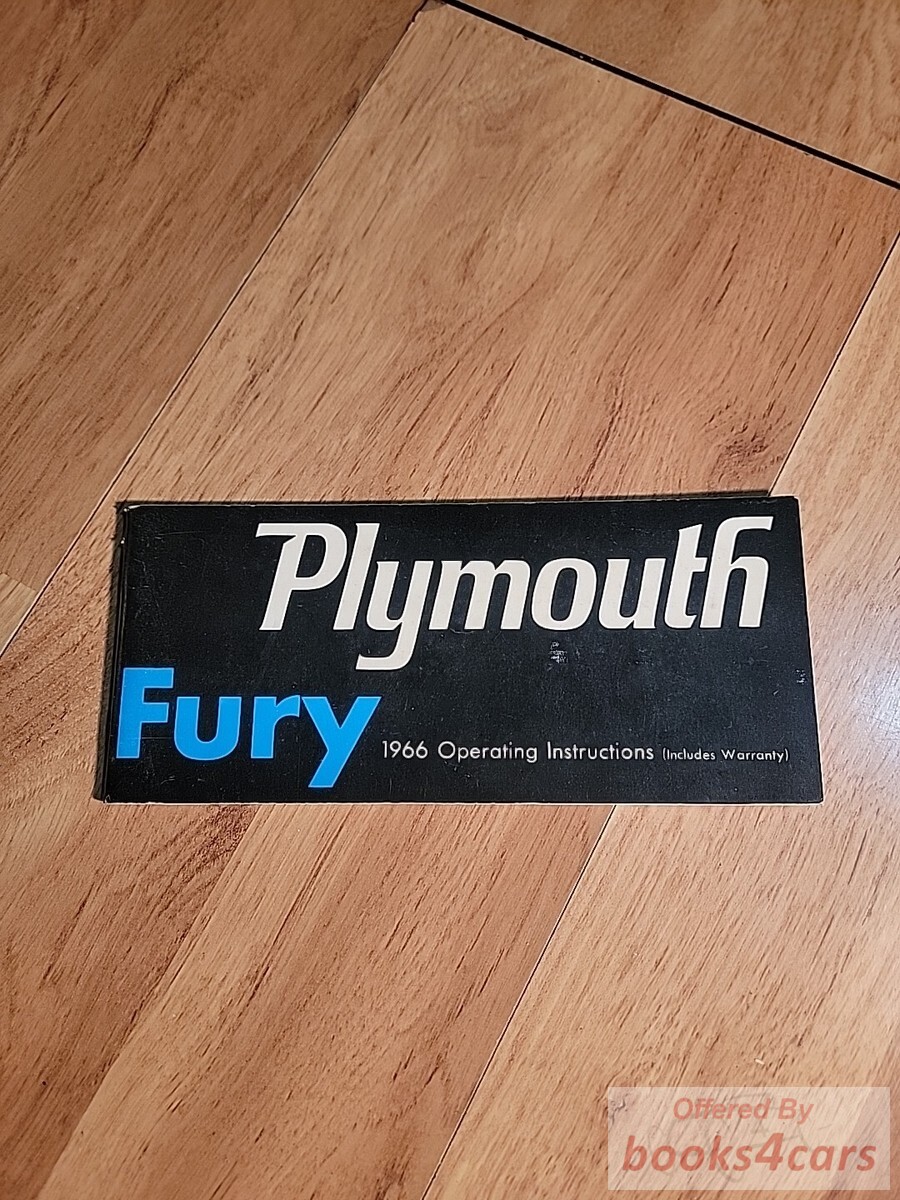 Plymouth
Fury
1966 Operating Instructions (Includes Warranty)
Offered By
books4cars